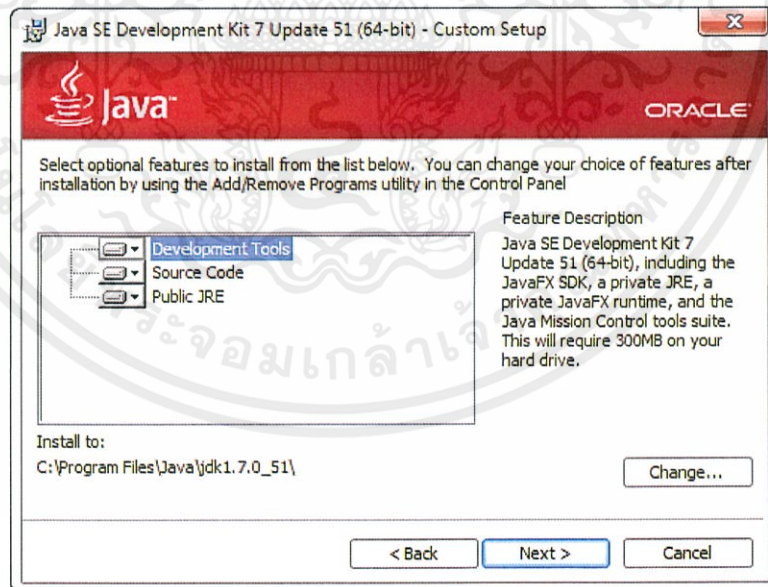 Java SE Development Kit 7 Update 51 (64-bit) - Custom Setup
Java™
ORACLE®
Select optional features to install from the list below. You can change your choice of features after
installation by using the Add/Remove Programs utility in the Control Panel
Development Tools
Source Code
Public JRE
Feature Description
Java SE Development Kit 7
Update 51 (64-bit), including the
JavaFX SDK, a private JRE, a
private JavaFX runtime, and the
Java Mission Control tools suite.
This will require 300MB on your
hard drive.
Install to:
C:\Program Files\Java\jdk1.7.0_51\
Change...
< Back
Next >
Cancel